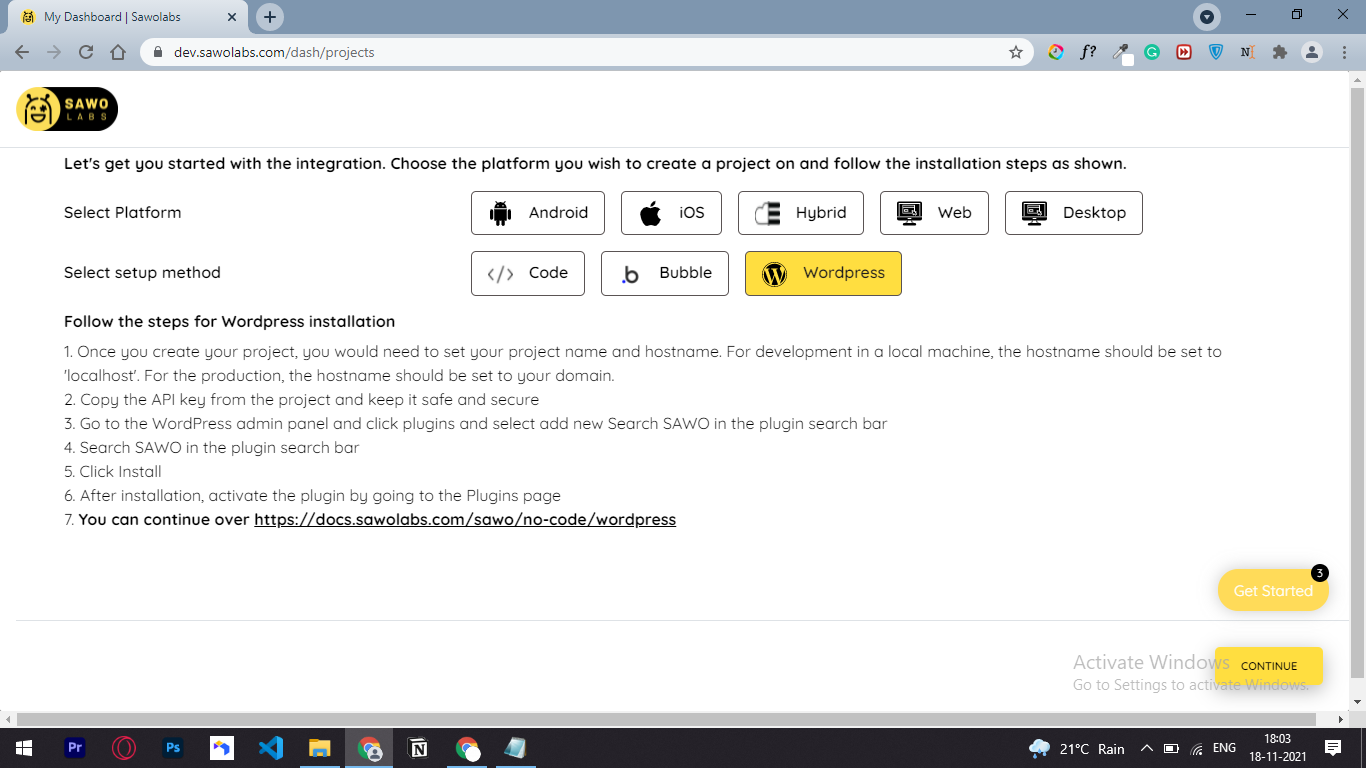 My Dashboard | Sawolabs
dev.sawolabs.com/dash/projects
SAWO
LABS
Let's get you started with the integration. Choose the platform you wish to create a project on and follow the installation steps as shown.
Select Platform Android iOS Hybrid Web Desktop
Select setup method Code Bubble Wordpress
Follow the steps for Wordpress installation
1. Once you create your project, you would need to set your project name and hostname. For development in a local machine, the hostname should be set to
'localhost'. For the production, the hostname should be set to your domain.
2. Copy the API key from the project and keep it safe and secure
3. Go to the WordPress admin panel and click plugins and select add new Search SAWO in the plugin search bar
4. Search SAWO in the plugin search bar
5. Click Install
6. After installation, activate the plugin by going to the Plugins page
7. You can continue over https://docs.sawolabs.com/sawo/no-code/wordpress
3
Get Started
Activate Windows
CONTINUE
Go to Settings to activate Windows.
Pr
Ps
21°C Rain
ENG
18:03
18-11-2021